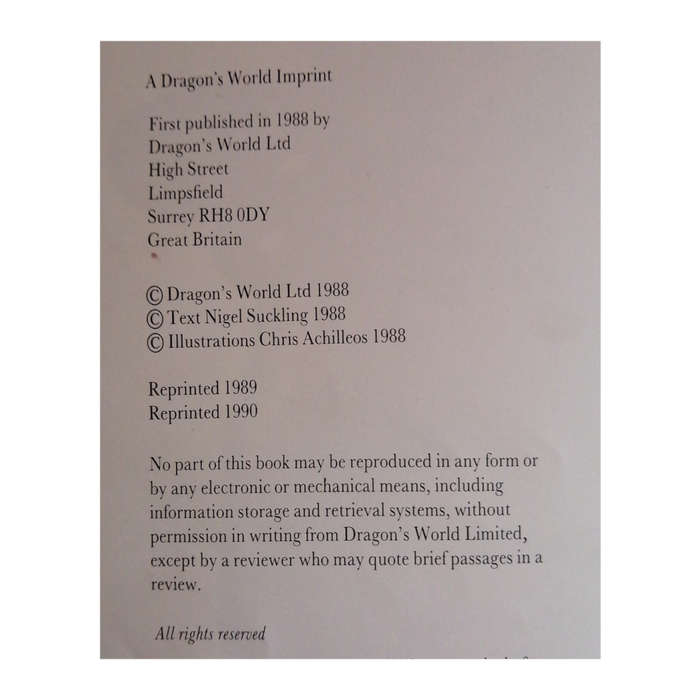 A Dragon's World Imprint
First published in 1988 by
Dragon's World Ltd
High Street
Limpsfield
Surrey RH8 0DY
Great Britain
© Dragon's World Ltd 1988
© Text Nigel Suckling 1988
© Illustrations Chris Achilleos 1988
Reprinted 1989
Reprinted 1990
No part of this book may be reproduced in any form or
by any electronic or mechanical means, including
information storage and retrieval systems, without
permission in writing from Dragon's World Limited,
except by a reviewer who may quote brief passages in a
review.
All rights reserved